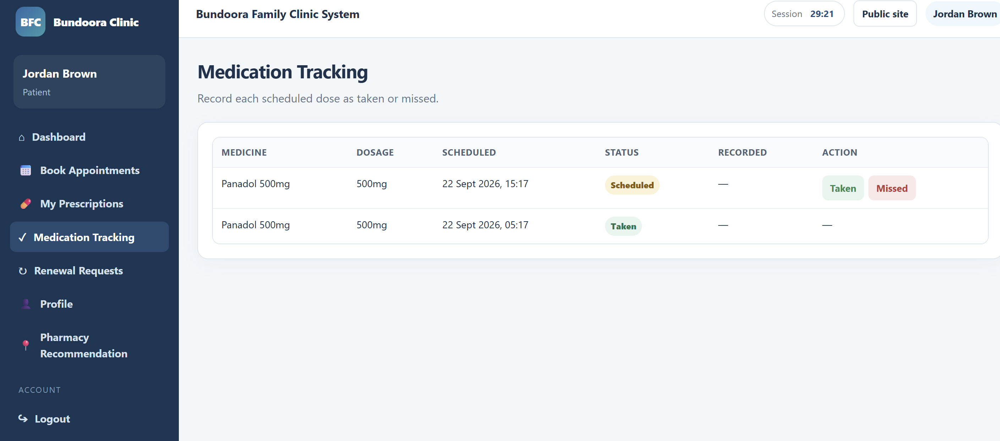 BFC
Bundoora Clinic
Jordan Brown
Patient
Dashboard
Book Appointments
My Prescriptions
Medication Tracking
Renewal Requests
Profile
Pharmacy
Recommendation
ACCOUNT
Logout
Bundoora Family Clinic System
Session 29:21
Public site
Jordan Brown
Medication Tracking
Record each scheduled dose as taken or missed.
MEDICINE DOSAGE SCHEDULED STATUS RECORDED ACTION
Panadol 500mg 500mg 22 Sept 2026, 15:17 Scheduled — Taken Missed
Panadol 500mg 500mg 22 Sept 2026, 05:17 Taken — —